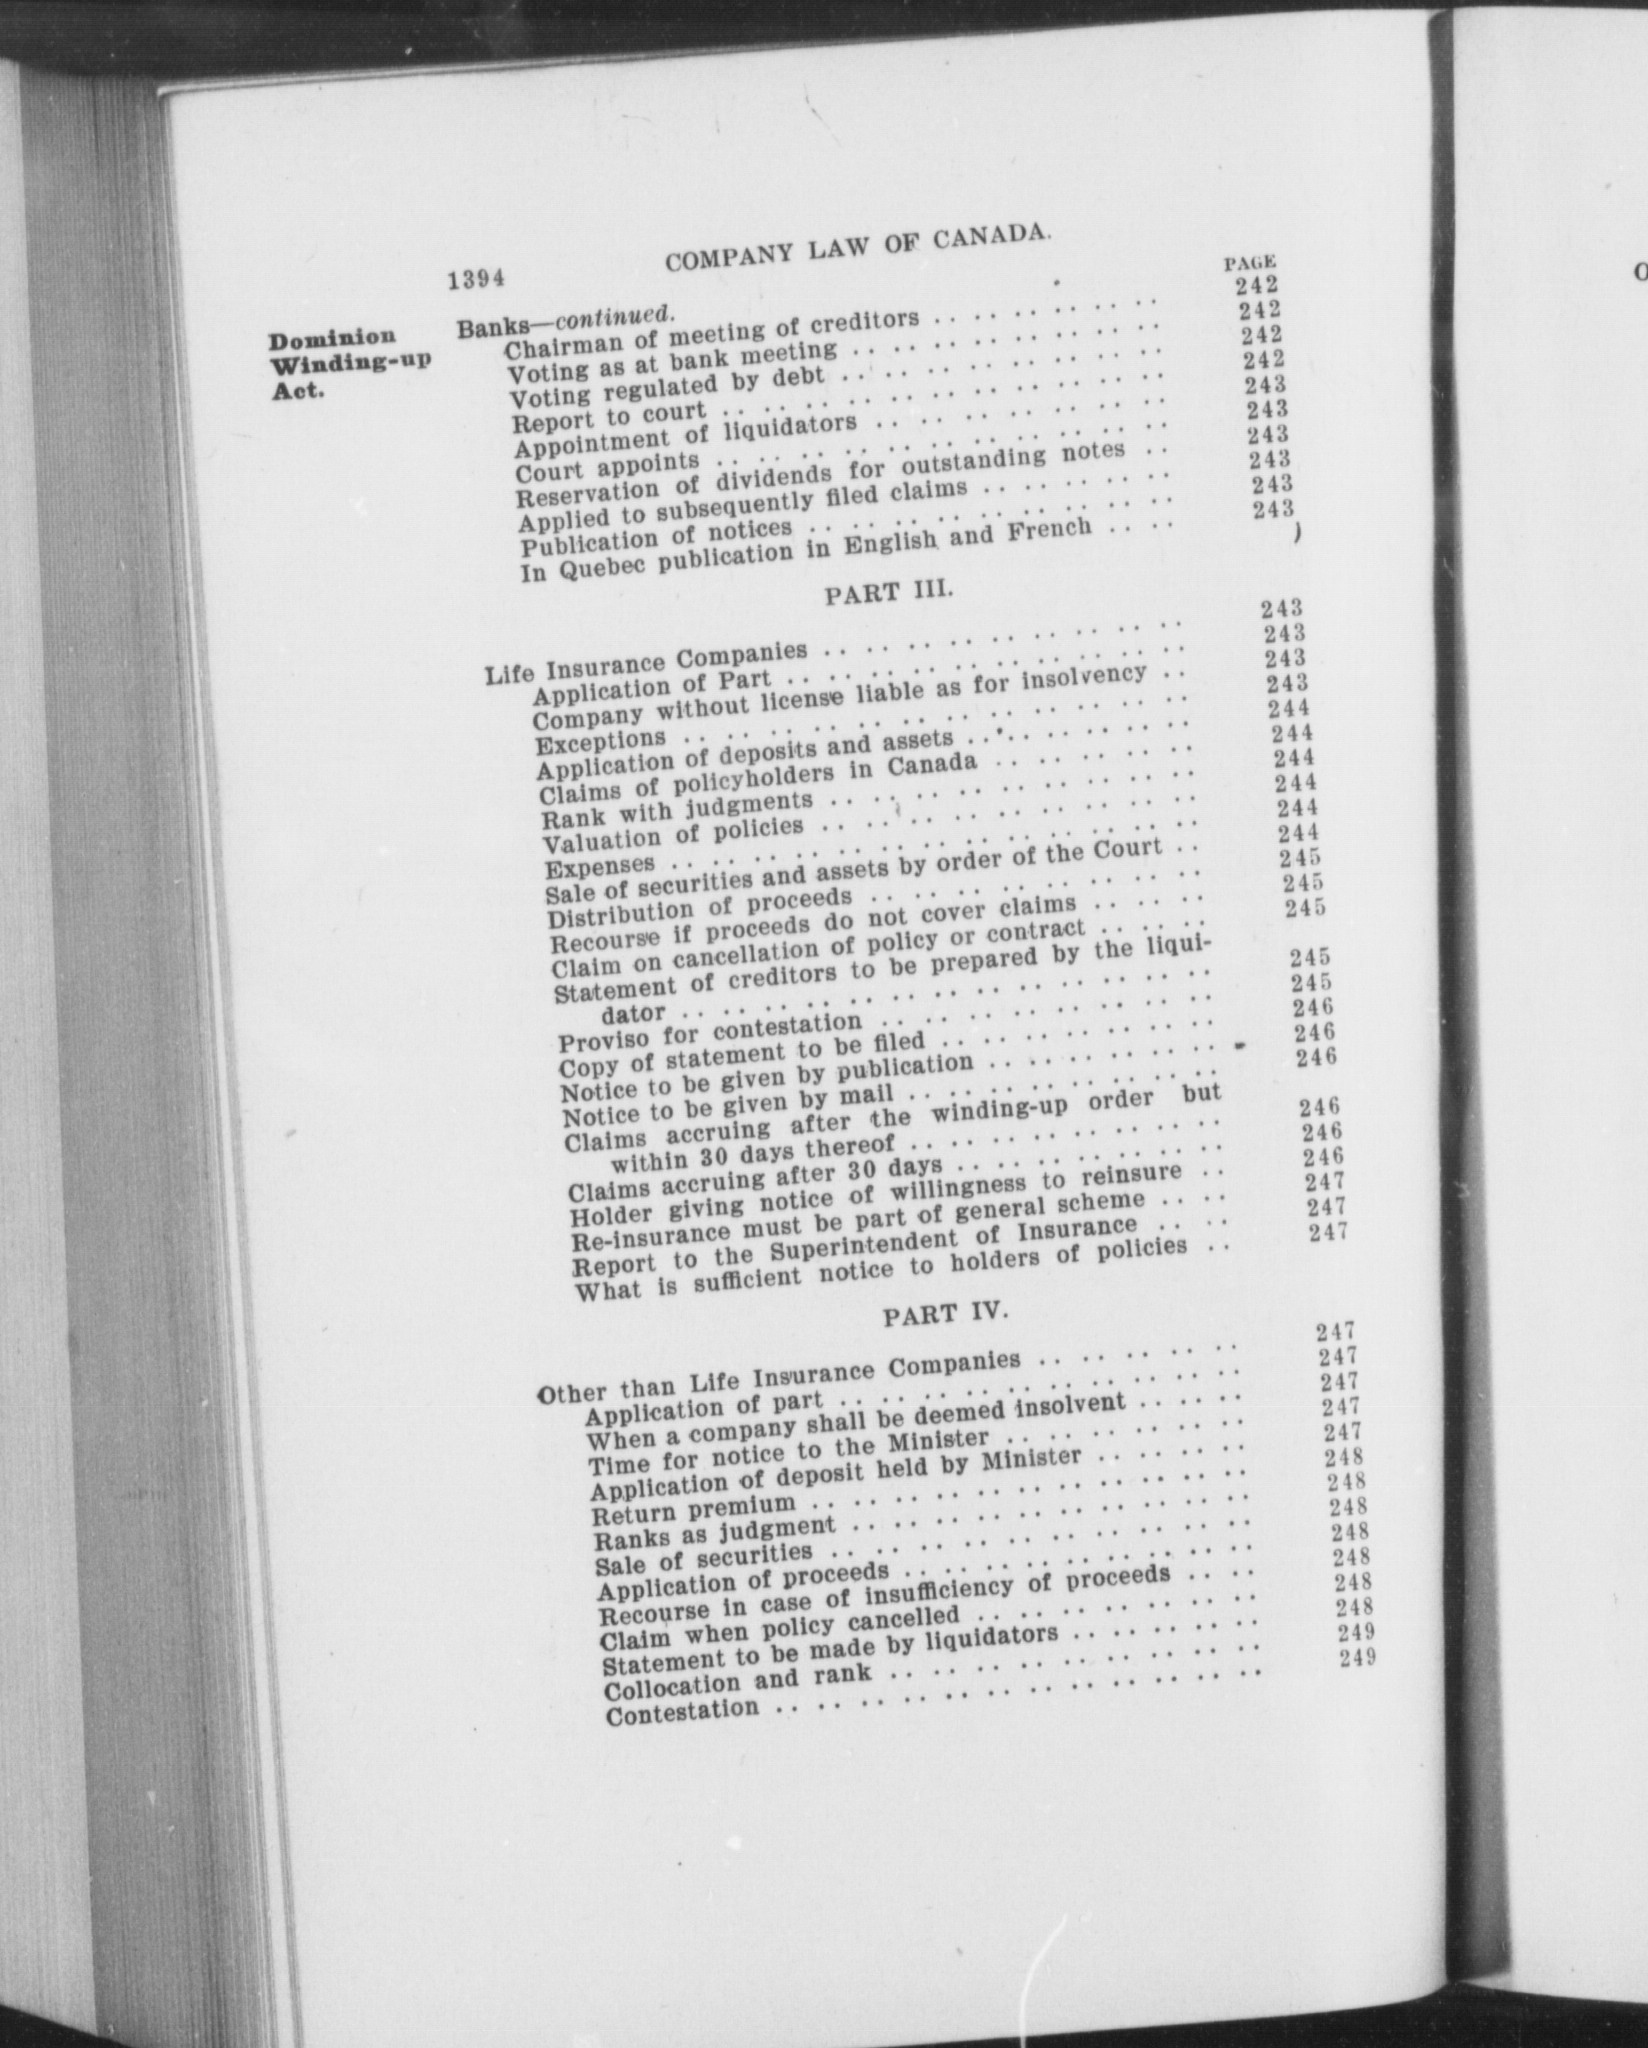 1394 COMPANY LAW OF CANADA.
PAGE
Dominion
Winding-up
Act.
Banks—continued.
Chairman of meeting of creditors .. .. .. .. .. .. 242
Voting as at bank meeting .. .. .. .. .. .. .. .. 242
Voting regulated by debt .. .. .. .. .. .. .. .. 242
Report to court .. .. .. .. .. .. .. .. .. .. .. 242
Appointment of liquidators .. .. .. .. .. .. .. 243
Court appoints .. .. .. .. .. .. .. .. .. .. .. 243
Reservation of dividends for outstanding notes .. 243
Applied to subsequently filed claims .. .. .. .. .. 243
Publication of notices .. .. .. .. .. .. .. .. .. 243
In Quebec publication in English and French .. .. 243
PART III.
Life Insurance Companies .. .. .. .. .. .. .. .. .. 243
Application of Part .. .. .. .. .. .. .. .. .. .. 243
Company without license liable as for insolvency .. 243
Exceptions .. .. .. .. .. .. .. .. .. .. .. .. 243
Application of deposits and assets .. .. .. .. .. .. 244
Claims of policyholders in Canada .. .. .. .. .. 244
Rank with judgments .. .. .. .. .. .. .. .. .. 244
Valuation of policies .. .. .. .. .. .. .. .. .. 244
Expenses .. .. .. .. .. .. .. .. .. .. .. .. .. 244
Sale of securities and assets by order of the Court .. 244
Distribution of proceeds .. .. .. .. .. .. .. .. 245
Recourse if proceeds do not cover claims .. .. .. 245
Claim on cancellation of policy or contract .. .. .. 245
Statement of creditors to be prepared by the liqui-
dator .. .. .. .. .. .. .. .. .. .. .. .. .. 245
Proviso for contestation .. .. .. .. .. .. .. .. 245
Copy of statement to be filed .. .. .. .. .. .. .. 246
Notice to be given by publication .. .. .. .. .. .. 246
Notice to be given by mail .. .. .. .. .. .. .. .. 246
Claims accruing after the winding-up order but
within 30 days thereof .. .. .. .. .. .. .. .. 246
Claims accruing after 30 days .. .. .. .. .. .. .. 246
Holder giving notice of willingness to reinsure .. 246
Re-insurance must be part of general scheme .. .. 247
Report to the Superintendent of Insurance .. .. 247
What is sufficient notice to holders of policies .. 247
PART IV.
Other than Life Insurance Companies .. .. .. .. .. 247
Application of part .. .. .. .. .. .. .. .. .. .. 247
When a company shall be deemed insolvent .. .. .. 247
Time for notice to the Minister .. .. .. .. .. .. 247
Application of deposit held by Minister .. .. .. .. 247
Return premium .. .. .. .. .. .. .. .. .. .. .. 248
Ranks as judgment .. .. .. .. .. .. .. .. .. .. 248
Sale of securities .. .. .. .. .. .. .. .. .. .. 248
Application of proceeds .. .. .. .. .. .. .. .. .. 248
Recourse in case of insufficiency of proceeds .. .. 248
Claim when policy cancelled .. .. .. .. .. .. .. 248
Statement to be made by liquidators .. .. .. .. .. 248
Collocation and rank .. .. .. .. .. .. .. .. .. 249
Contestation .. .. .. .. .. .. .. .. .. .. .. .. 249